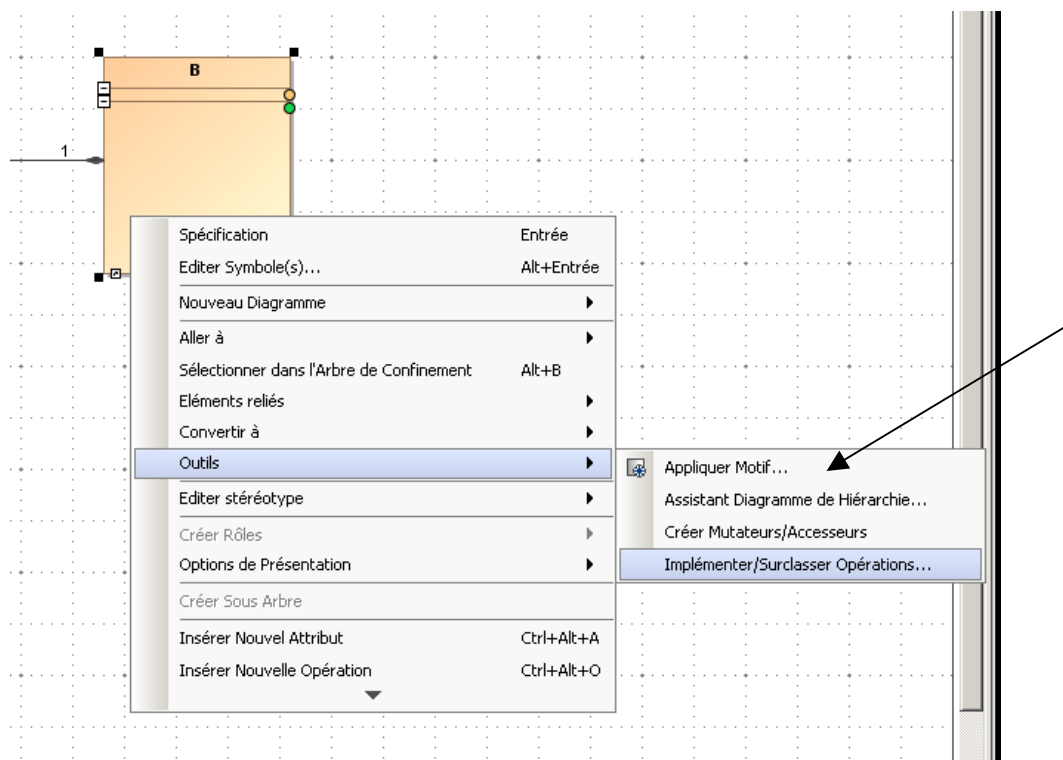 B
1
Spécification Entrée
Editer Symbole(s)... Alt+Entrée
Nouveau Diagramme
Aller à
Sélectionner dans l'Arbre de Confinement Alt+B
Eléments reliés
Convertir à
Outils
Appliquer Motif...
Assistant Diagramme de Hiérarchie...
Créer Mutateurs/Accesseurs
Implémenter/Surclasser Opérations...
Editer stéréotype
Créer Rôles
Options de Présentation
Créer Sous Arbre
Insérer Nouvel Attribut Ctrl+Alt+A
Insérer Nouvelle Opération Ctrl+Alt+O